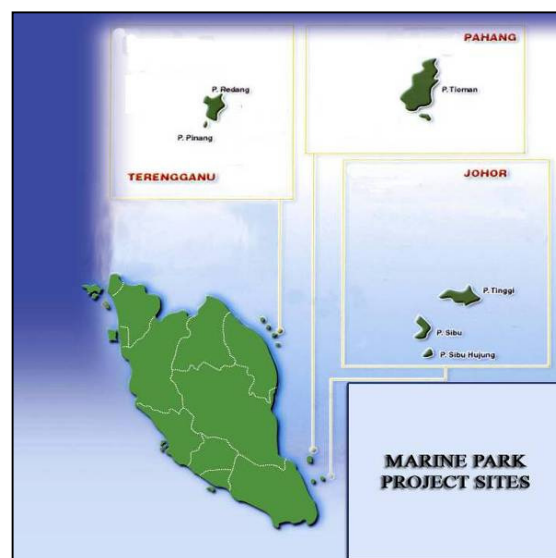 PAHANG
P. Redang
P. Tioman
P. Pinang
TERENGGANU
JOHOR
P. Tinggi
P. Sibu
P. Sibu Hujung
MARINE PARK
PROJECT SITES